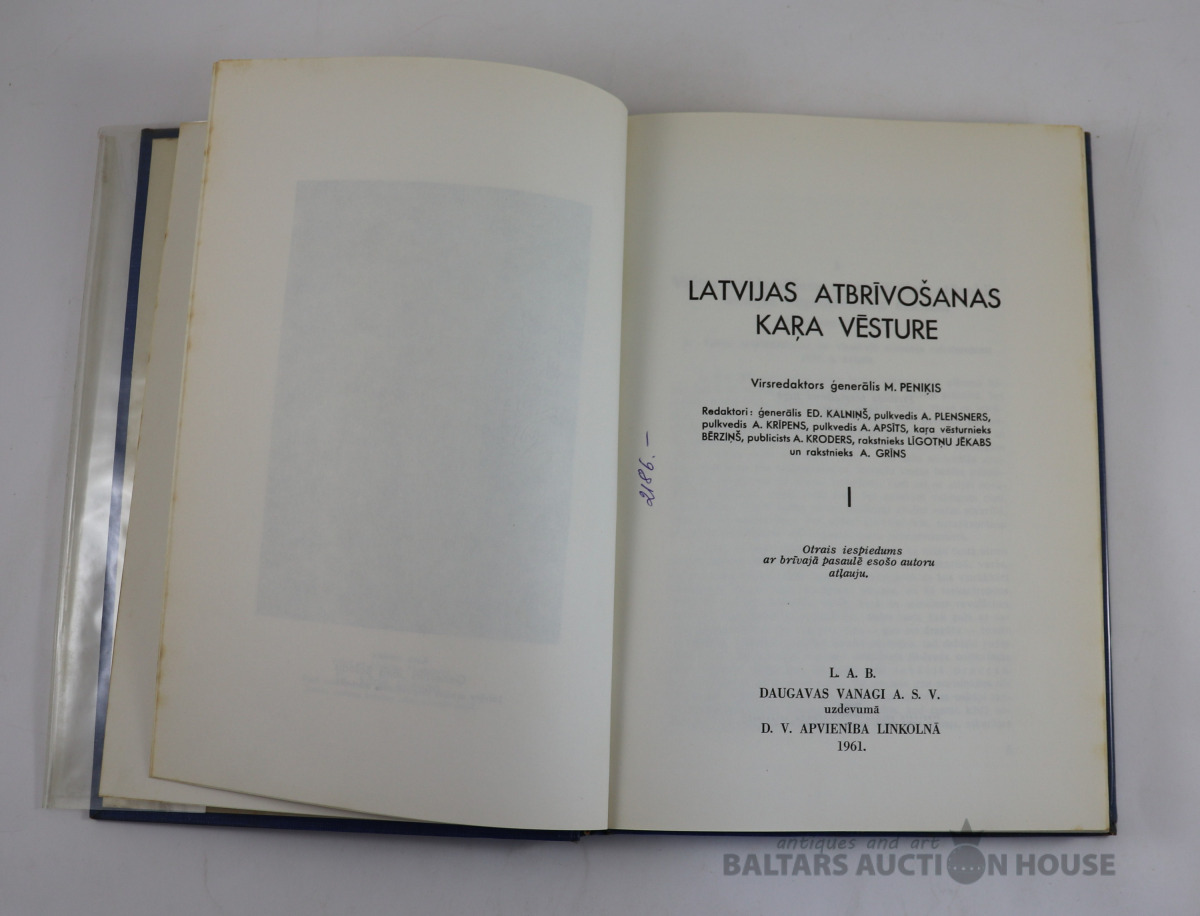 LATVIJAS ATBRĪVOŠANAS
KAŖA VĒSTURE
Virsredaktors ģenerālis M. PENIĶIS
Redaktori: ģenerālis ED. KALNIŅŠ, pulkvedis A. PLENSNERS,
pulkvedis A. KRĪPENS, pulkvedis A. APSĪTS, kaŗa vēsturnieks
BĒRZIŅŠ, publicists A. KRODERS, rakstnieks LĪGOTŅU JĒKABS
un rakstnieks A. GRĪNS
2186.–
I
Otrais iespiedums
ar brīvajā pasaulē esošo autoru
atļauju.
L. A. B.
DAUGAVAS VANAGI A. S. V.
uzdevumā
D. V. APVIENĪBA LINKOLNĀ
1961.
antiques and art
BALTARS AUCTION HOUSE